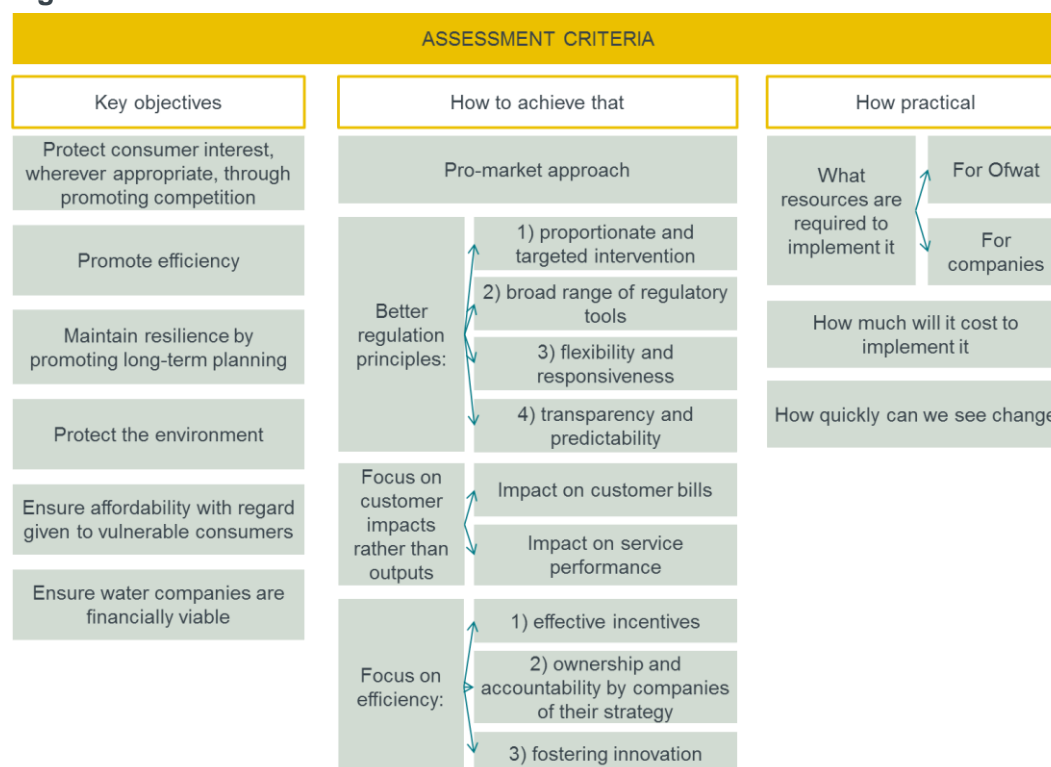 ASSESSMENT CRITERIA
Key objectives
Protect consumer interest,
wherever appropriate, through
promoting competition
Promote efficiency
Maintain resilience by
promoting long-term planning
Protect the environment
Ensure affordability with regard
given to vulnerable consumers
Ensure water companies are
financially viable
How to achieve that
Pro-market approach
Better
regulation
principles:
1) proportionate and
targeted intervention
2) broad range of regulatory
tools
3) flexibility and
responsiveness
4) transparency and
predictability
Focus on
customer
impacts
rather than
outputs
Impact on customer bills
Impact on service
performance
Focus on
efficiency:
1) effective incentives
2) ownership and
accountability by companies
of their strategy
3) fostering innovation
How practical
What
resources are
required to
implement it
For Ofwat
For
companies
How much will it cost to
implement it
How quickly can we see change